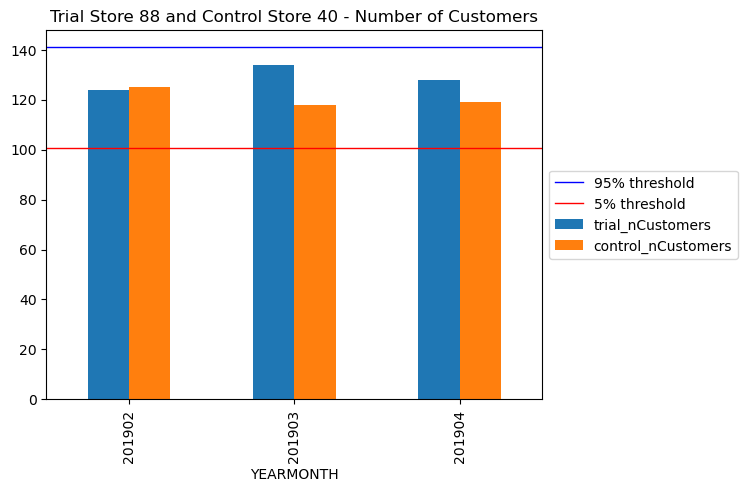 Trial Store 88 and Control Store 40 - Number of Customers
140
120
100
80
60
40
20
0
201902
201903
201904
YEARMONTH
95% threshold
5% threshold
trial_nCustomers
control_nCustomers